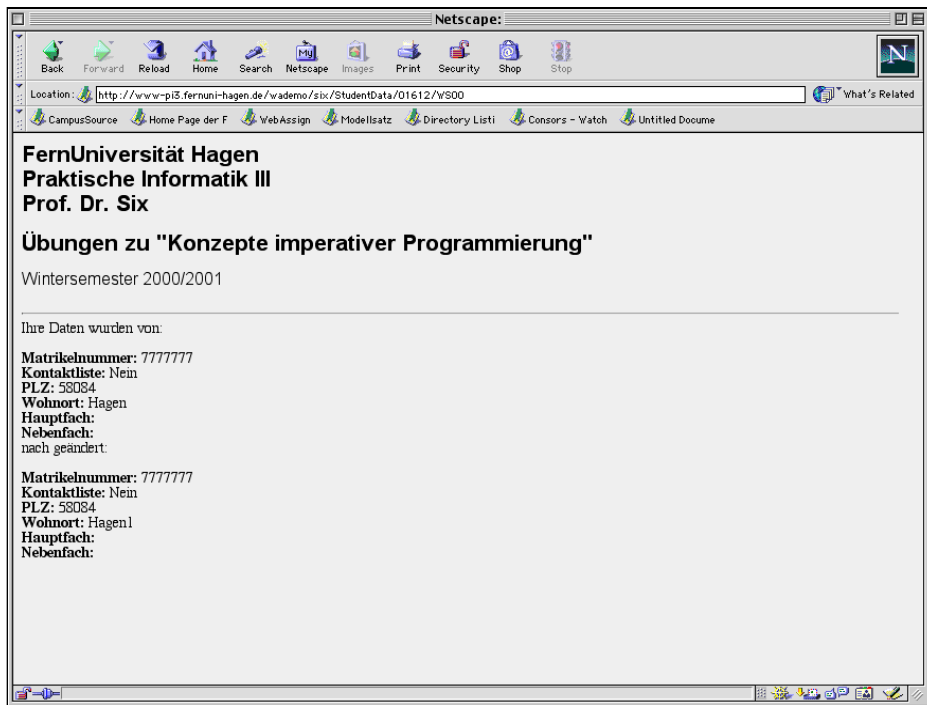 Netscape:
Back Forward Reload Home Search Netscape Images Print Security Shop Stop
Location: http://www-pi3.fernuni-hagen.de/wademo/six/StudentData/01612/WS00 What's Related
CampusSource Home Page der F WebAssign Modellsatz Directory Listi Consors - Watch Untitled Docume
FernUniversität Hagen
Praktische Informatik III
Prof. Dr. Six
Übungen zu "Konzepte imperativer Programmierung"
Wintersemester 2000/2001
Ihre Daten wurden von:
Matrikelnummer: 7777777
Kontaktliste: Nein
PLZ: 58084
Wohnort: Hagen
Hauptfach:
Nebenfach:
nach geändert:
Matrikelnummer: 7777777
Kontaktliste: Nein
PLZ: 58084
Wohnort: Hagen1
Hauptfach:
Nebenfach: